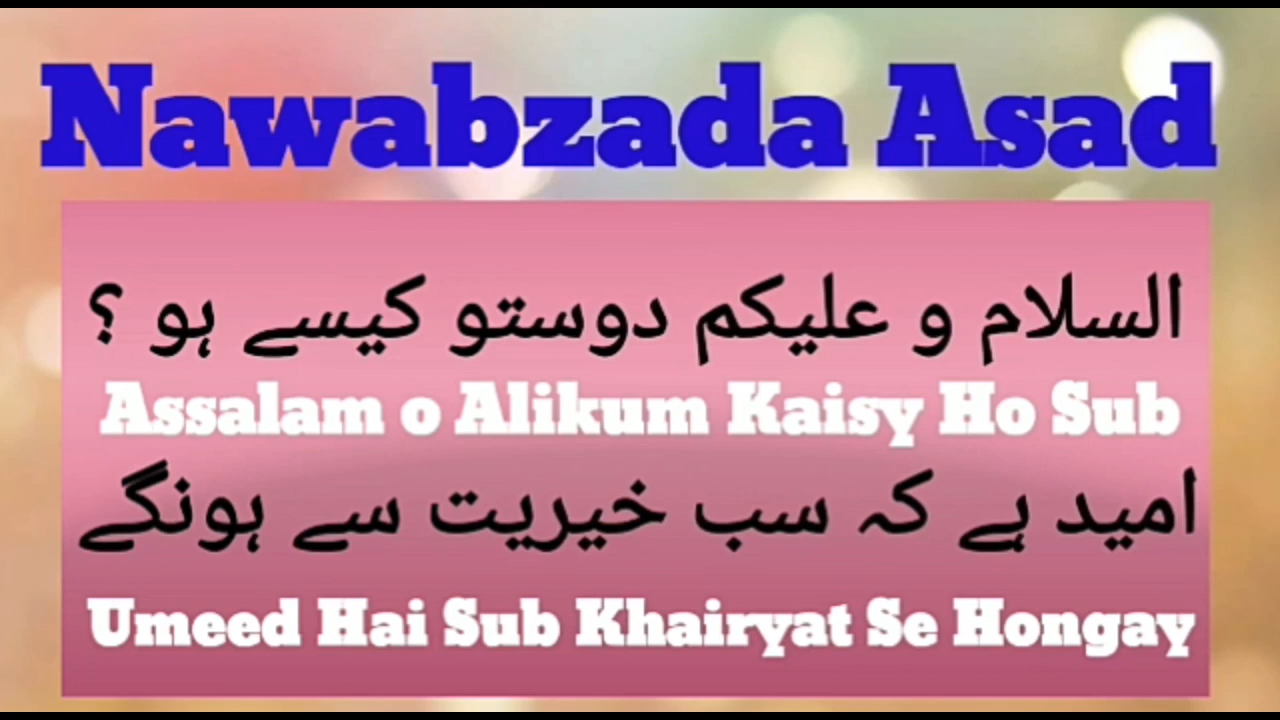 Nawabzada Asad
السلام و علیکم دوستو کیسے ہو ؟
Assalam o Alikum Kaisy Ho Sub
امید ہے کہ سب خیریت سے ہونگے
Umeed Hai Sub Khairyat Se Hongay